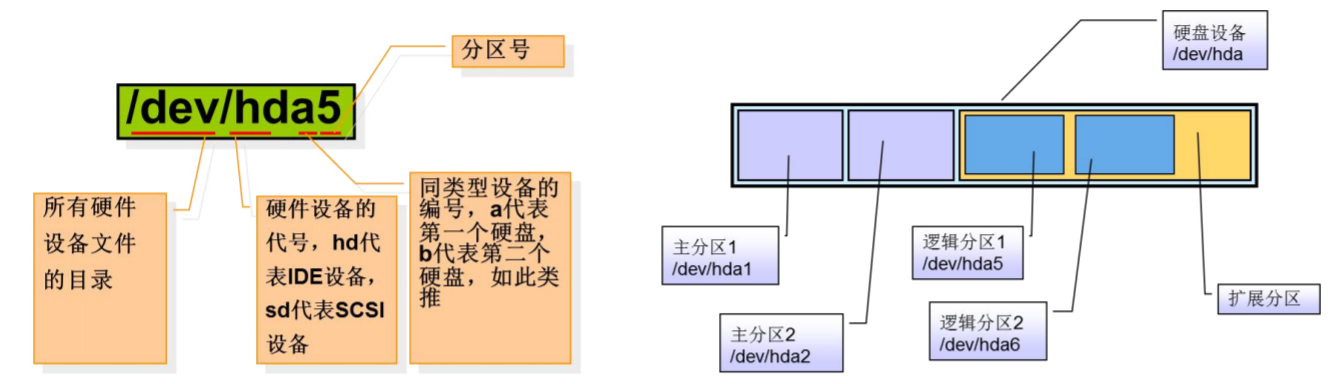 分区号
/dev/hda5
所有硬件
设备文件
的目录
硬件设备的
代号，hd代
表IDE设备，
sd代表SCSI
设备
同类型设备的
编号，a代表
第一个硬盘，
b代表第二个
硬盘，如此类
推
硬盘设备
/dev/hda
主分区1
/dev/hda1
主分区2
/dev/hda2
逻辑分区1
/dev/hda5
逻辑分区2
/dev/hda6
扩展分区